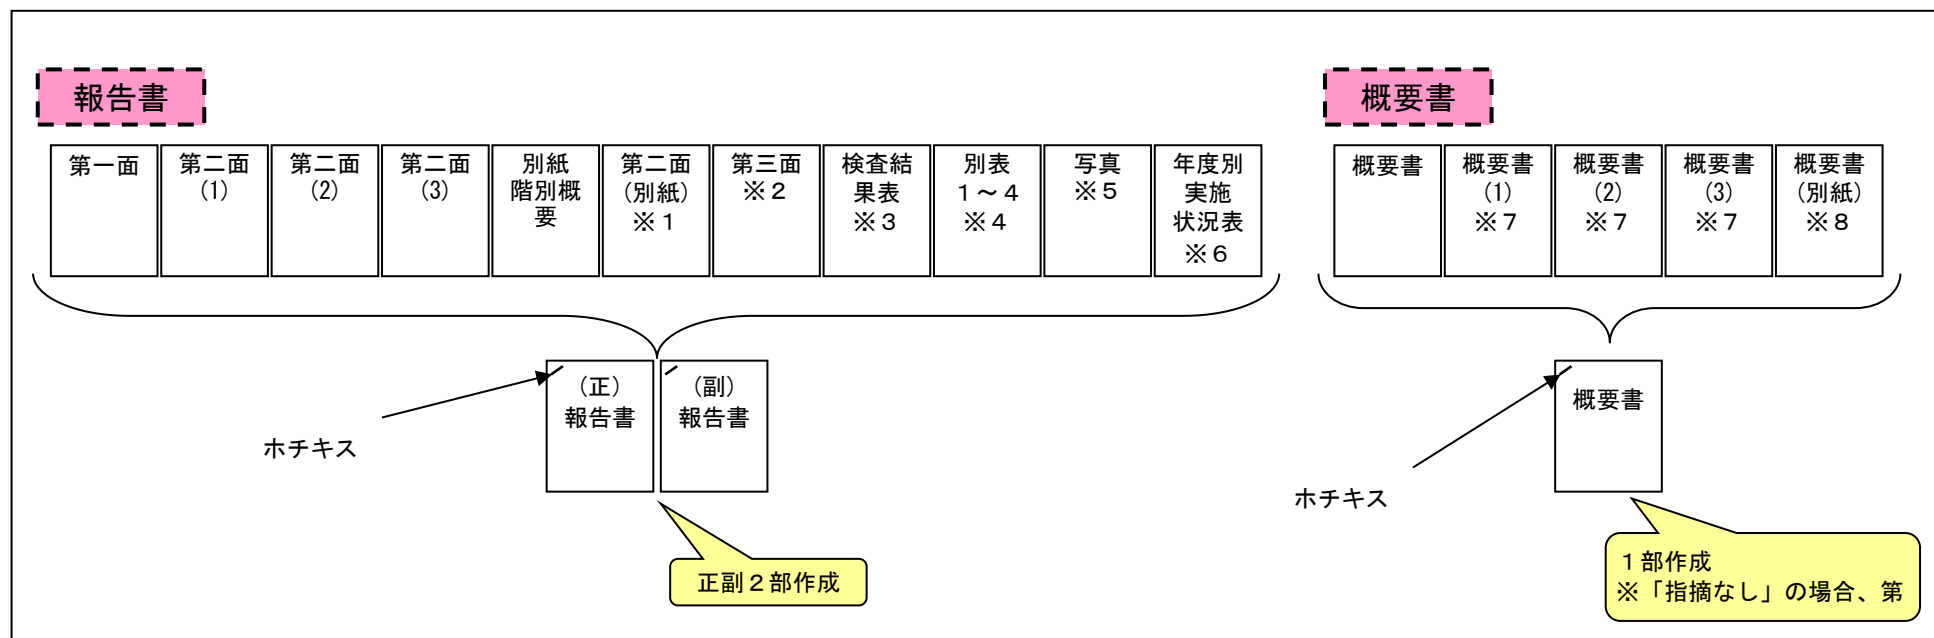 報告書
第一面
第二面
(1)
第二面
(2)
第二面
(3)
別紙
階別概
要
第二面
(別紙)
※１
第三面
※２
検査結
果表
※３
別表
１～４
※４
写真
※５
年度別
実施
状況表
※６
（正）
報告書
（副）
報告書
ホチキス
正副２部作成
概要書
概要書
概要書
(1)
※７
概要書
(2)
※７
概要書
(3)
※７
概要書
(別紙)
※８
概要書
ホチキス
１部作成
※「指摘なし」の場合、第